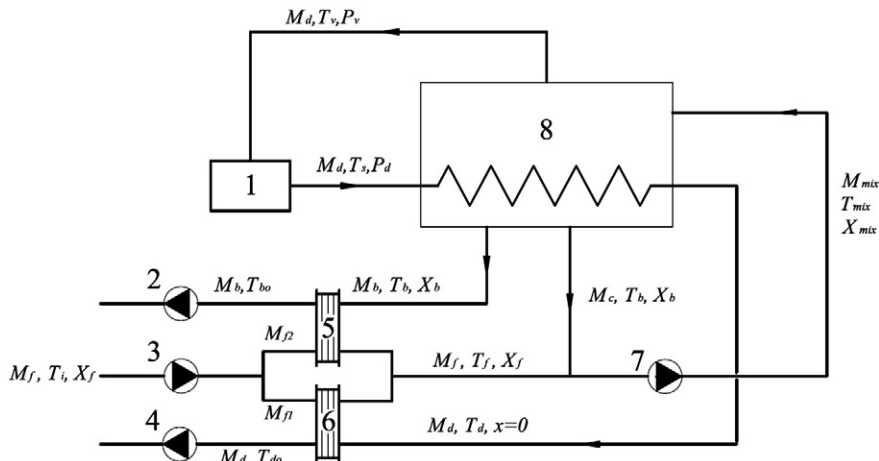 M_d,T_v,P_v
8
1
M_d,T_s,P_d
M_mix
T_mix
X_mix
2
M_b,T_bo
M_b, T_b, X_b
M_c, T_b, X_b
5
M_f2
3
M_f, T_i, X_f
M_f, T_f, X_f
7
M_f1
4
6
M_d, T_d, x=0
M_d, T_do